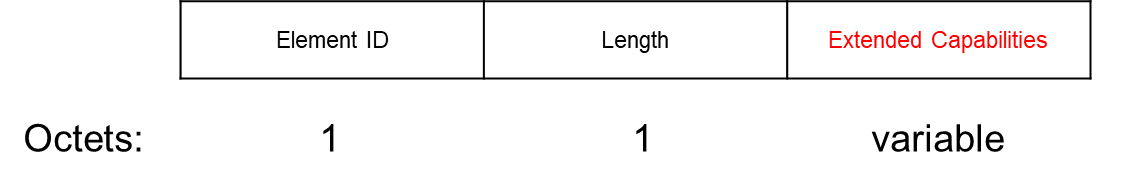 Element ID Length Extended Capabilities
Octets: 1 1 variable